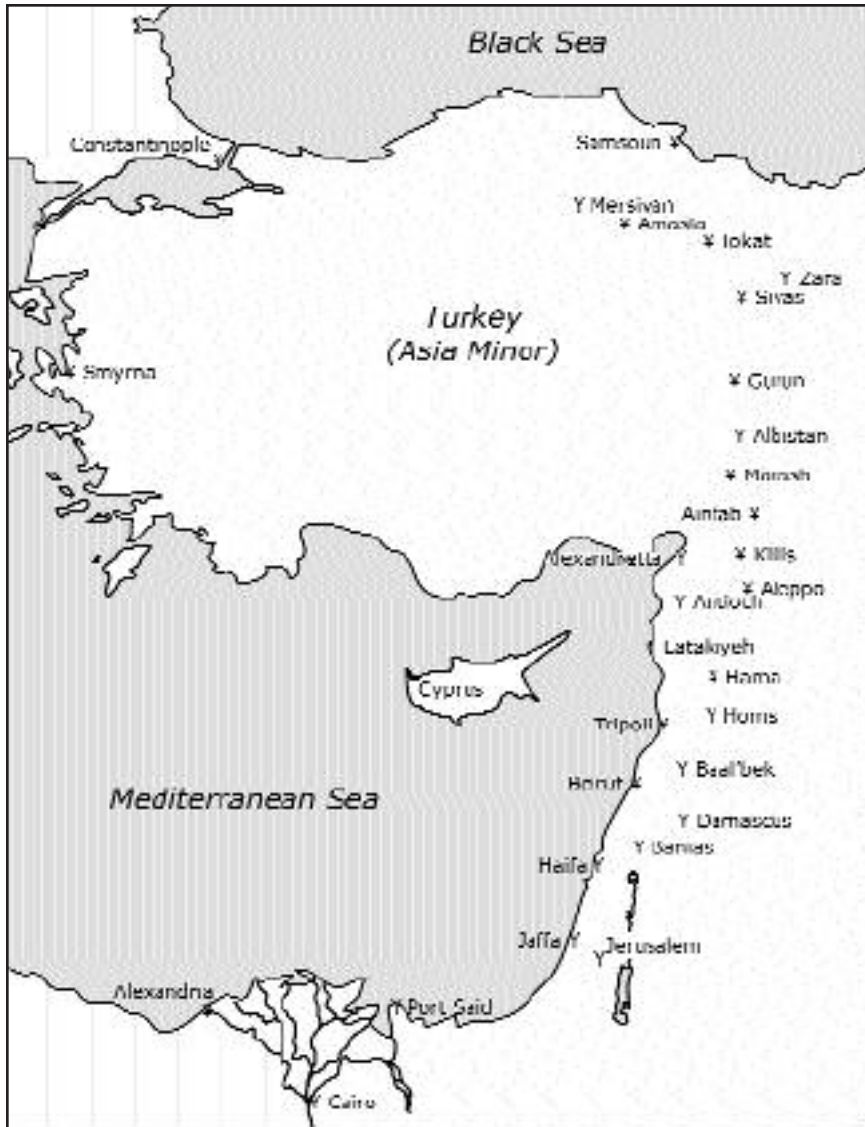 Black Sea
Constantinople
Samsoun
Mersivan
Tokat
Zara
Sivas
Turkey
(Asia Minor)
Smyrna
Gurun
Albistan
Marash
Aintab
Alexandretta
Killis
Aleppo
Antioch
Latakiyeh
Cyprus
Hama
Tripoli
Homs
Baal'bek
Beirut
Mediterranean Sea
Damascus
Banias
Haifa
Jaffa
Jerusalem
Alexandria
Port Said
Cairo